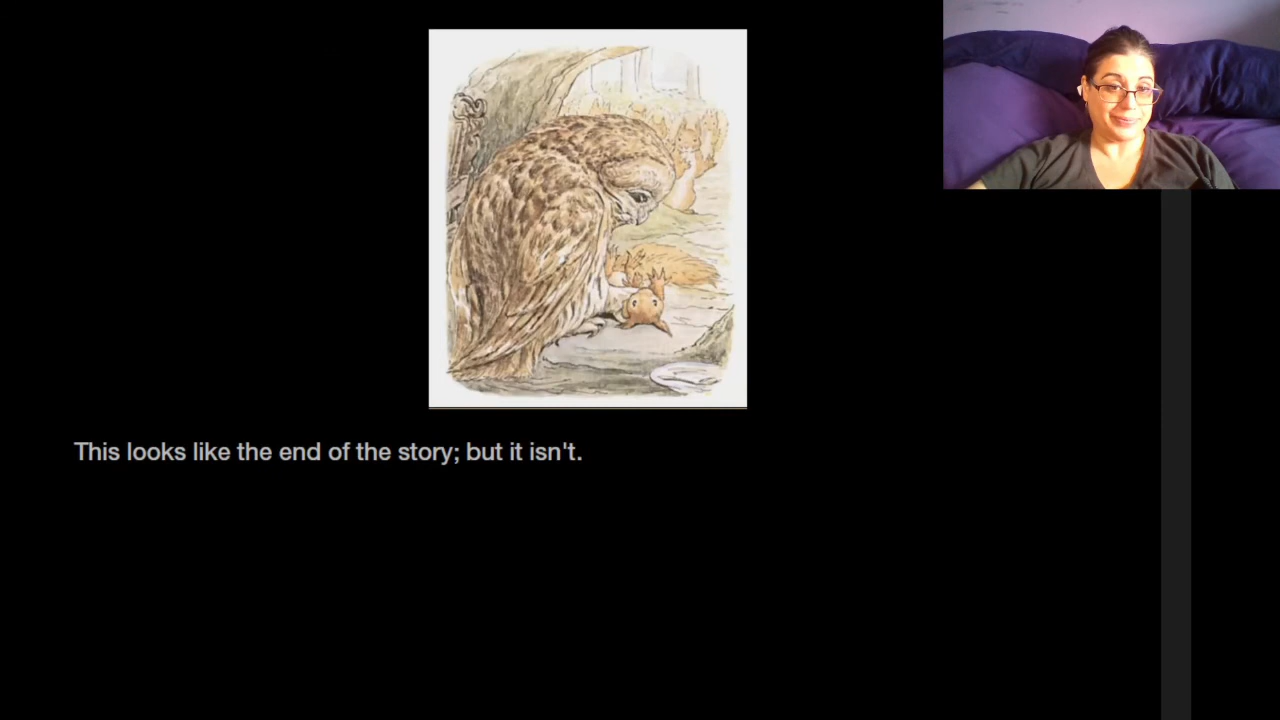 This looks like the end of the story; but it isn't.